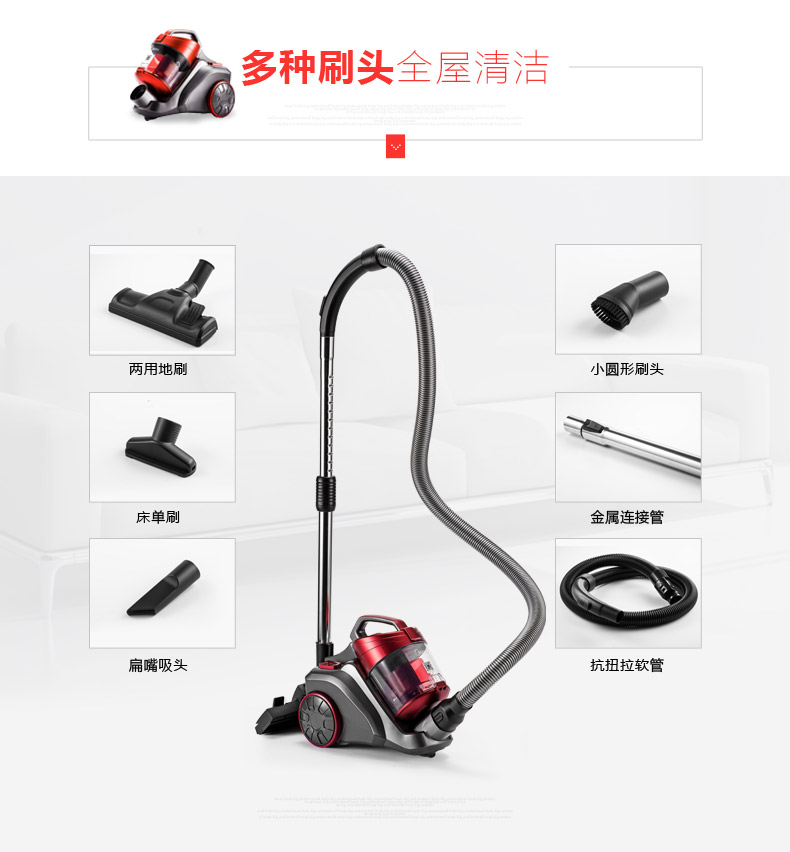 多种刷头全屋清洁
两用地刷
小圆形刷头
床单刷
金属连接管
扁嘴吸头
抗扭拉软管